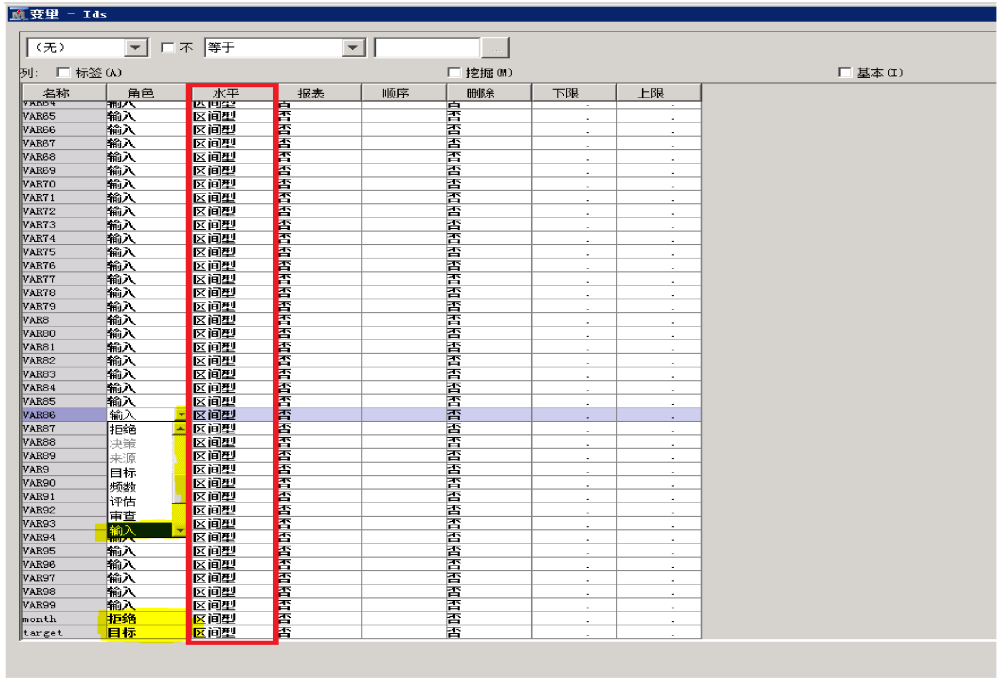 变量 - Ids
(无) 不 等于 ...
列: 标签(A) 挖掘(M) 基本(I)
名称 角色 水平 报表 顺序 删除 下限 上限
VAR64 输入 区间型 否 否 . .
VAR65 输入 区间型 否 否 . .
VAR66 输入 区间型 否 否 . .
VAR67 输入 区间型 否 否 . .
VAR68 输入 区间型 否 否 . .
VAR69 输入 区间型 否 否 . .
VAR70 输入 区间型 否 否 . .
VAR71 输入 区间型 否 否 . .
VAR72 输入 区间型 否 否 . .
VAR73 输入 区间型 否 否 . .
VAR74 输入 区间型 否 否 . .
VAR75 输入 区间型 否 否 . .
VAR76 输入 区间型 否 否 . .
VAR77 输入 区间型 否 否 . .
VAR78 输入 区间型 否 否 . .
VAR79 输入 区间型 否 否 . .
VAR8 输入 区间型 否 否 . .
VAR80 输入 区间型 否 否 . .
VAR81 输入 区间型 否 否 . .
VAR82 输入 区间型 否 否 . .
VAR83 输入 区间型 否 否 . .
VAR84 输入 区间型 否 否 . .
VAR85 输入 区间型 否 否 . .
VAR86 输入 区间型 否 否 . .
VAR87 拒绝 区间型 否 否 . .
VAR88 决策 区间型 否 否 . .
VAR89 来源 区间型 否 否 . .
VAR9 目标 区间型 否 否 . .
VAR90 频数 区间型 否 否 . .
VAR91 评估 区间型 否 否 . .
VAR92 审查 区间型 否 否 . .
VAR93 输入 区间型 否 否 . .
VAR94 输入 区间型 否 否 . .
VAR95 输入 区间型 否 否 . .
VAR96 输入 区间型 否 否 . .
VAR97 输入 区间型 否 否 . .
VAR98 输入 区间型 否 否 . .
VAR99 输入 区间型 否 否 . .
month 拒绝 区间型 否 否 . .
target 目标 区间型 否 否 . .